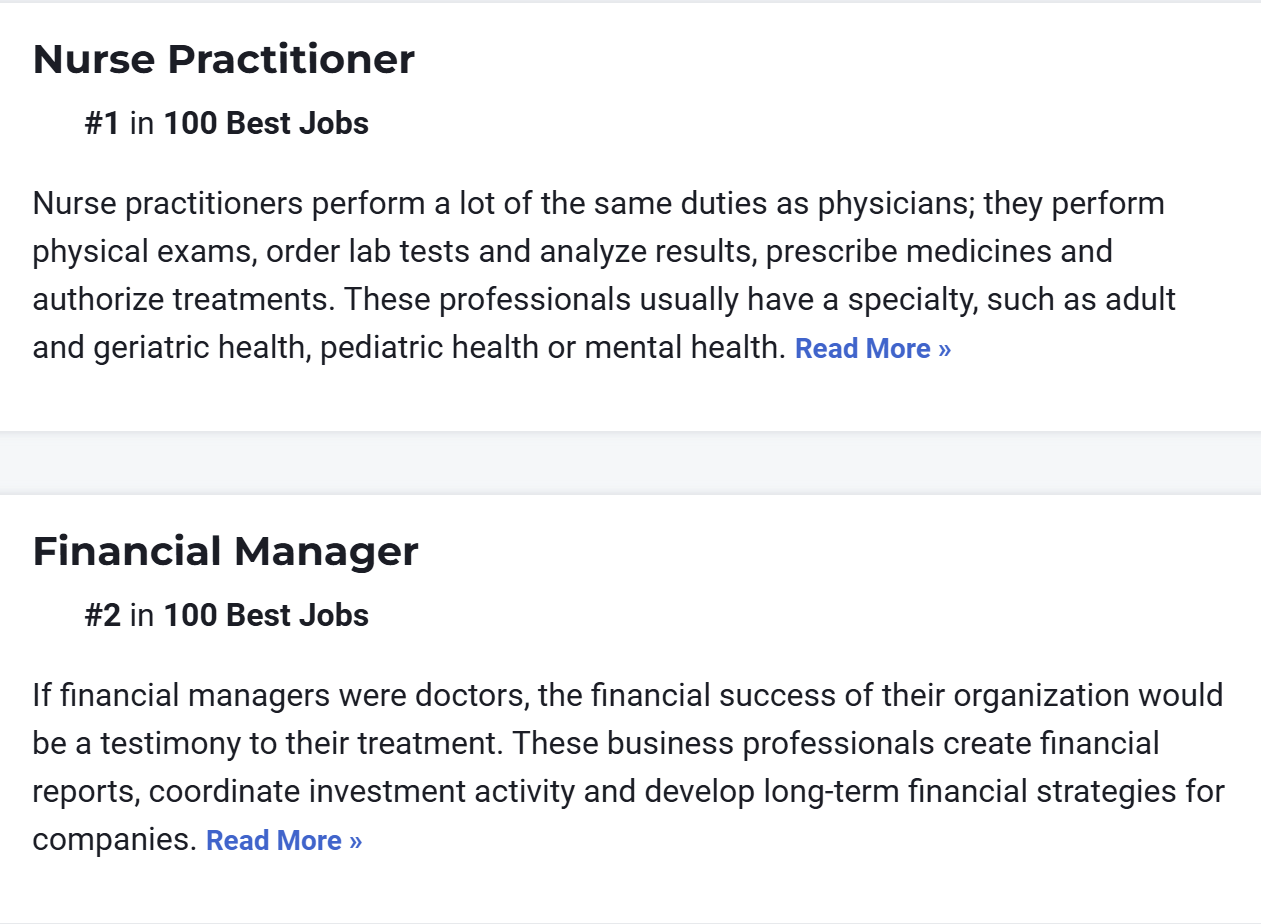 Nurse Practitioner
#1 in 100 Best Jobs
Nurse practitioners perform a lot of the same duties as physicians; they perform
physical exams, order lab tests and analyze results, prescribe medicines and
authorize treatments. These professionals usually have a specialty, such as adult
and geriatric health, pediatric health or mental health. Read More »
Financial Manager
#2 in 100 Best Jobs
If financial managers were doctors, the financial success of their organization would
be a testimony to their treatment. These business professionals create financial
reports, coordinate investment activity and develop long-term financial strategies for
companies. Read More »